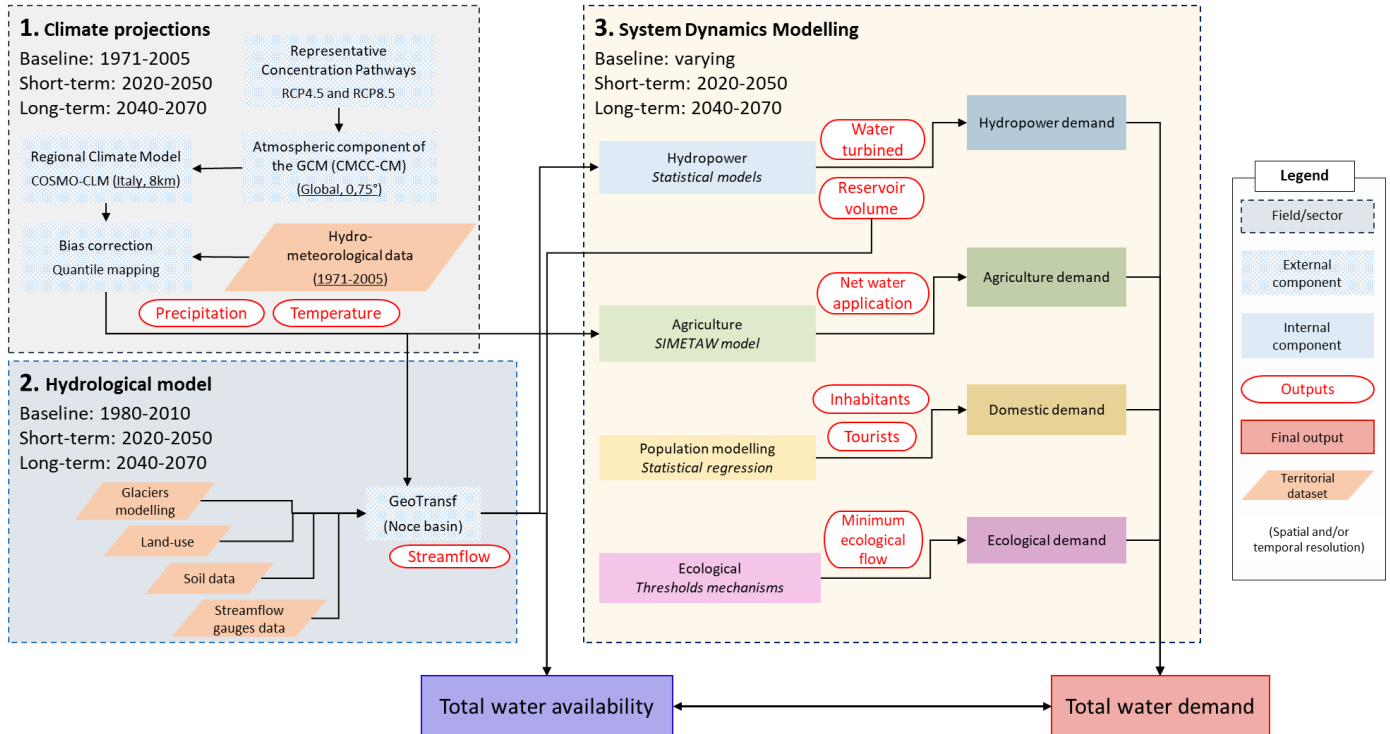 1. Climate projections
Baseline: 1971-2005
Short-term: 2020-2050
Long-term: 2040-2070
Representative
Concentration Pathways
RCP4.5 and RCP8.5
Atmospheric component of
the GCM (CMCC-CM)
(Global, 0,75°)
Regional Climate Model
COSMO-CLM (Italy, 8km)
Bias correction
Quantile mapping
Hydro-
meteorological data
(1971-2005)
Precipitation
Temperature
2. Hydrological model
Baseline: 1980-2010
Short-term: 2020-2050
Long-term: 2040-2070
Glaciers
modelling
Land-use
Soil data
Streamflow
gauges data
GeoTransf
(Noce basin)
Streamflow
3. System Dynamics Modelling
Baseline: varying
Short-term: 2020-2050
Long-term: 2040-2070
Hydropower
Statistical models
Water
turbined
Reservoir
volume
Hydropower demand
Agriculture
SIMETAW model
Net water
application
Agriculture demand
Population modelling
Statistical regression
Inhabitants
Tourists
Domestic demand
Ecological
Thresholds mechanisms
Minimum
ecological
flow
Ecological demand
Total water availability
Total water demand
Legend
Field/sector
External
component
Internal
component
Outputs
Final output
Territorial
dataset
(Spatial and/or
temporal resolution)